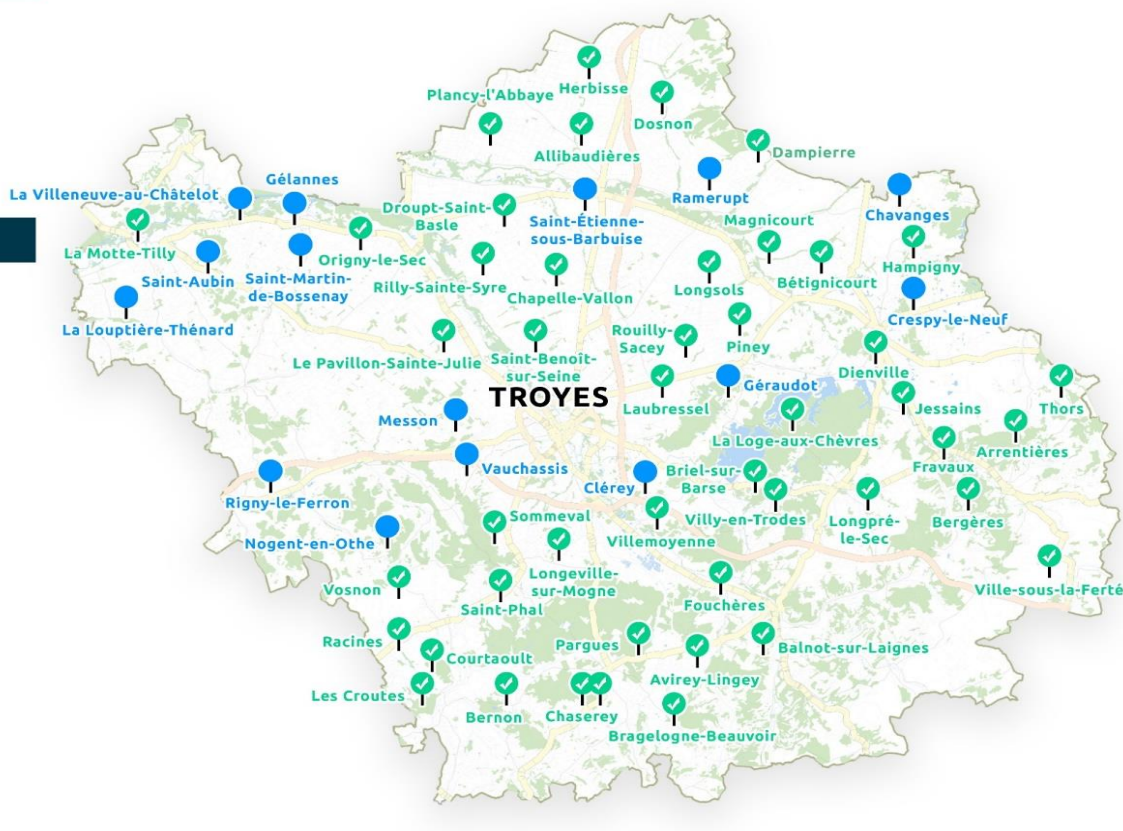 Herbisse
Plancy-l'Abbaye
Dosnon
Allibaudières
Dampierre
Gélannes
La Villeneuve-au-Châtelot
Ramerupt
Droupt-Saint-
Basle
Saint-Étienne-
sous-Barbuise
Magnicourt
Chavanges
La Motte-Tilly
Origny-le-Sec
Hampigny
Saint-Aubin
Saint-Martin-
de-Bossenay
Rilly-Sainte-Syre
Chapelle-Vallon
Longsols
Bétignicourt
Crespy-le-Neuf
La Louptière-Thénard
Rouilly-
Sacey
Piney
Le Pavillon-Sainte-Julie
Saint-Benoît-
sur-Seine
Dienville
TROYES
Géraudot
Laubressel
Jessains
Thors
Messon
La Loge-aux-Chèvres
Arrentières
Vauchassis
Fravaux
Briel-sur-
Barse
Clérey
Rigny-le-Ferron
Sommeval
Villy-en-Trodes
Longpré-
le-Sec
Bergères
Nogent-en-Othe
Villemoyenne
Longeville-
sur-Mogne
Vosnon
Ville-sous-la-Ferté
Saint-Phal
Fouchères
Racines
Pargues
Balnot-sur-Laignes
Courtaoult
Avirey-Lingey
Les Croutes
Bernon
Chaserey
Bragelogne-Beauvoir